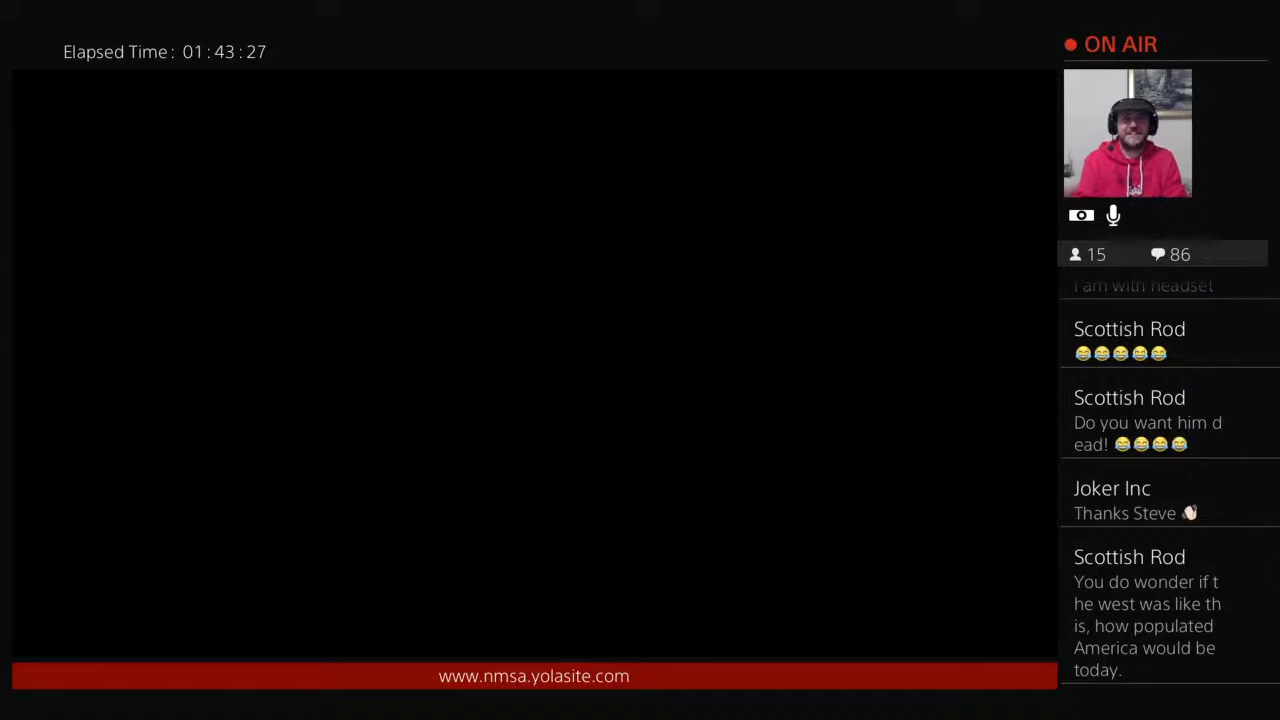 Elapsed Time: 01:43:27
ON AIR
15 86
I am with headset
Scottish Rod
😂😂😂😂😂
Scottish Rod
Do you want him d
ead! 😂😂😂😂
Joker Inc
Thanks Steve 👋🏻
Scottish Rod
You do wonder if t
he west was like th
is, how populated
America would be
today.
www.nmsa.yolasite.com